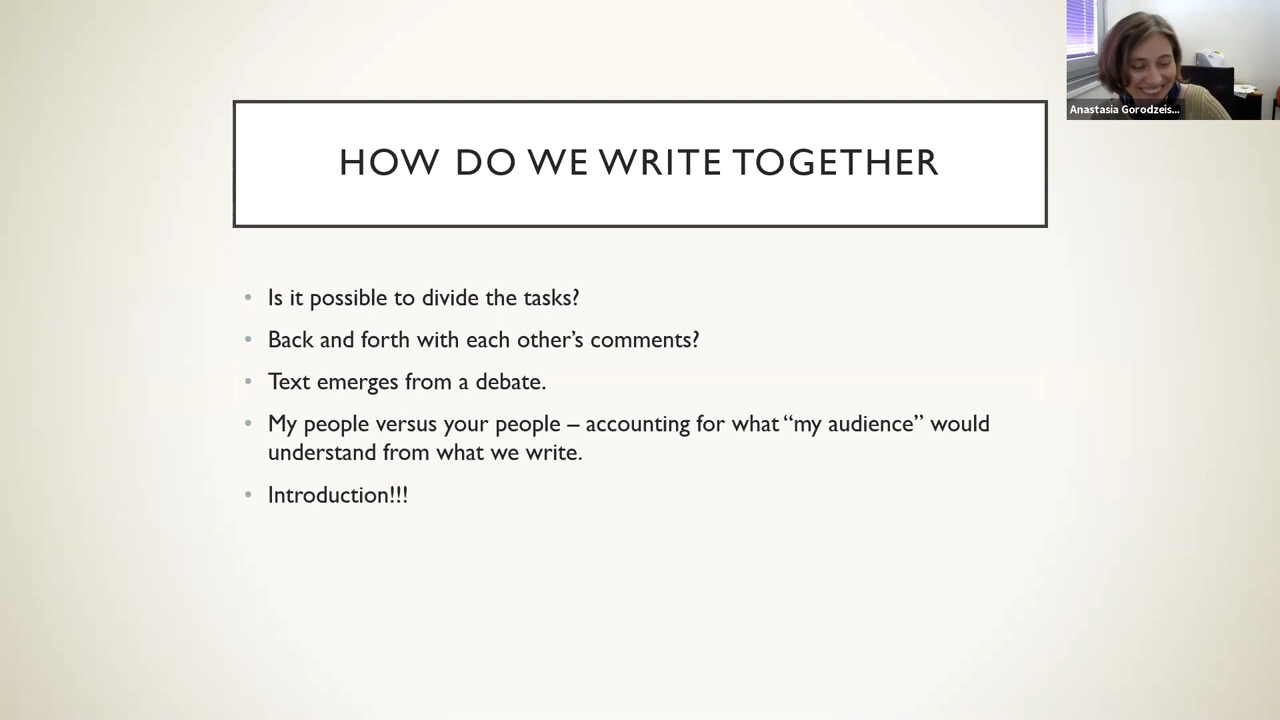 Anastasia Gorodzeis...
HOW DO WE WRITE TOGETHER
• Is it possible to divide the tasks?
• Back and forth with each other’s comments?
• Text emerges from a debate.
• My people versus your people – accounting for what “my audience” would
understand from what we write.
• Introduction!!!